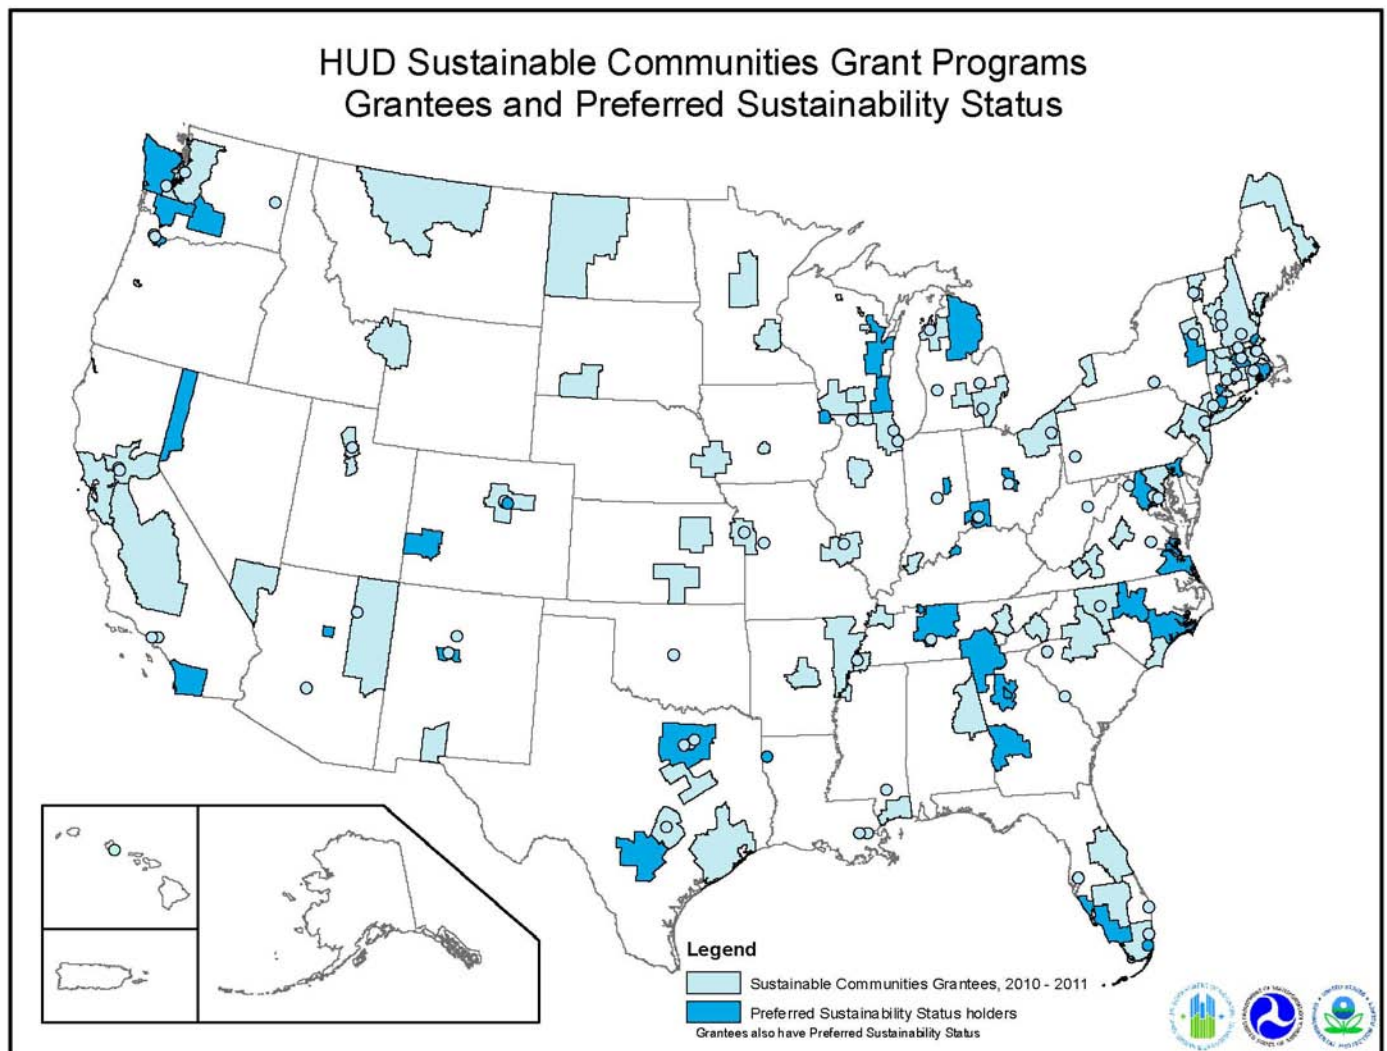 HUD Sustainable Communities Grant Programs
Grantees and Preferred Sustainability Status
Legend
Sustainable Communities Grantees, 2010 - 2011
Preferred Sustainability Status holders
Grantees also have Preferred Sustainability Status